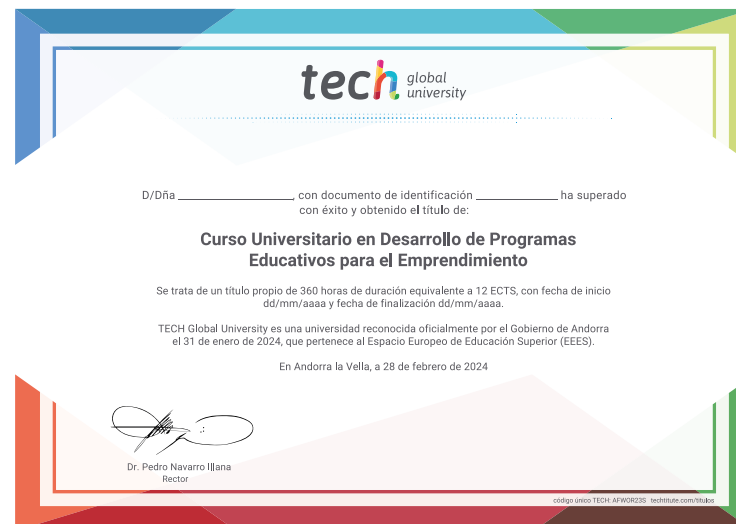 tech global university
D/Dña ______________, con documento de identificación __________ ha superado
con éxito y obtenido el título de:
Curso Universitario en Desarrollo de Programas
Educativos para el Emprendimiento
Se trata de un título propio de 360 horas de duración equivalente a 12 ECTS, con fecha de inicio
dd/mm/aaaa y fecha de finalización dd/mm/aaaa.
TECH Global University es una universidad reconocida oficialmente por el Gobierno de Andorra
el 31 de enero de 2024, que pertenece al Espacio Europeo de Educación Superior (EEES).
En Andorra la Vella, a 28 de febrero de 2024
Dr. Pedro Navarro Illana
Rector
código único TECH: AFWOR23S techtitute.com/titulos